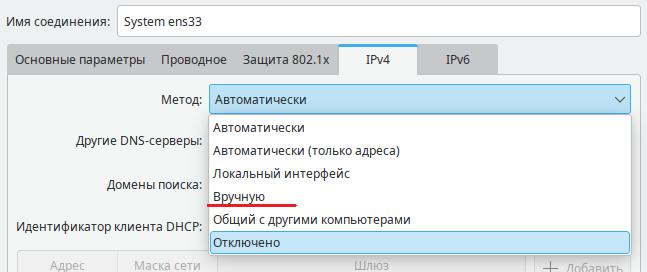 Имя соединения: System ens33
Основные параметры Проводное Защита 802.1x IPv4 IPv6
Метод: Автоматически
Автоматически
Другие DNS-серверы:
Автоматически (только адреса)
Локальный интерфейс
Домены поиска:
Вручную
Идентификатор клиента DHCP:
Общий с другими компьютерами
Отключено
Адрес Маска сети Шлюз Добавить